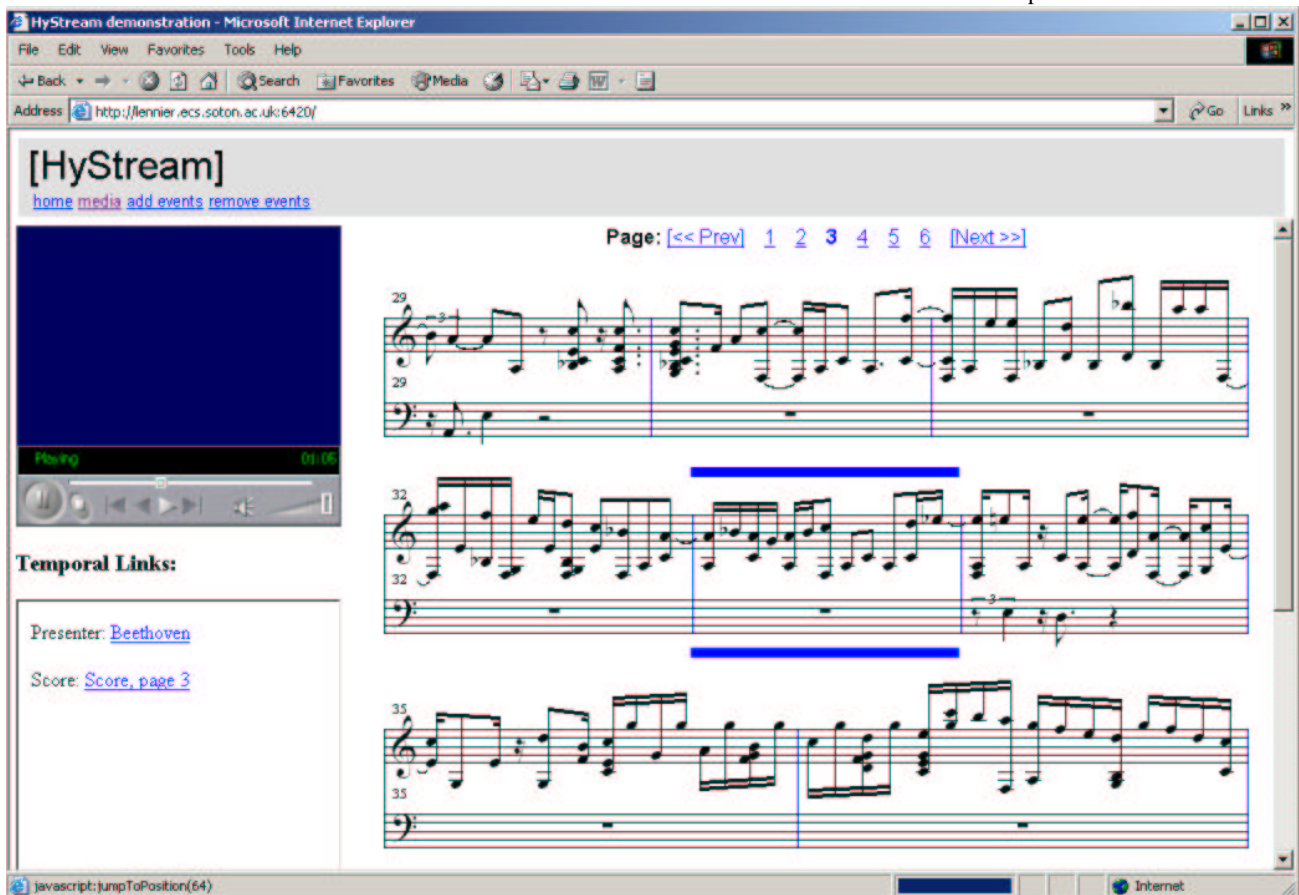 HyStream demonstration - Microsoft Internet Explorer
File Edit View Favorites Tools Help
Back Search Favorites Media
Address http://lennier.ecs.soton.ac.uk:6420/ Go Links »
[HyStream]
home media add events remove events
Page: [<< Prev] 1 2 3 4 5 6 [Next >>]
Playing 01:05
Temporal Links:
Presenter: Beethoven
Score: Score, page 3
29
3
29
32
32
3
35
35
javascript:jumpToPosition(64) Internet